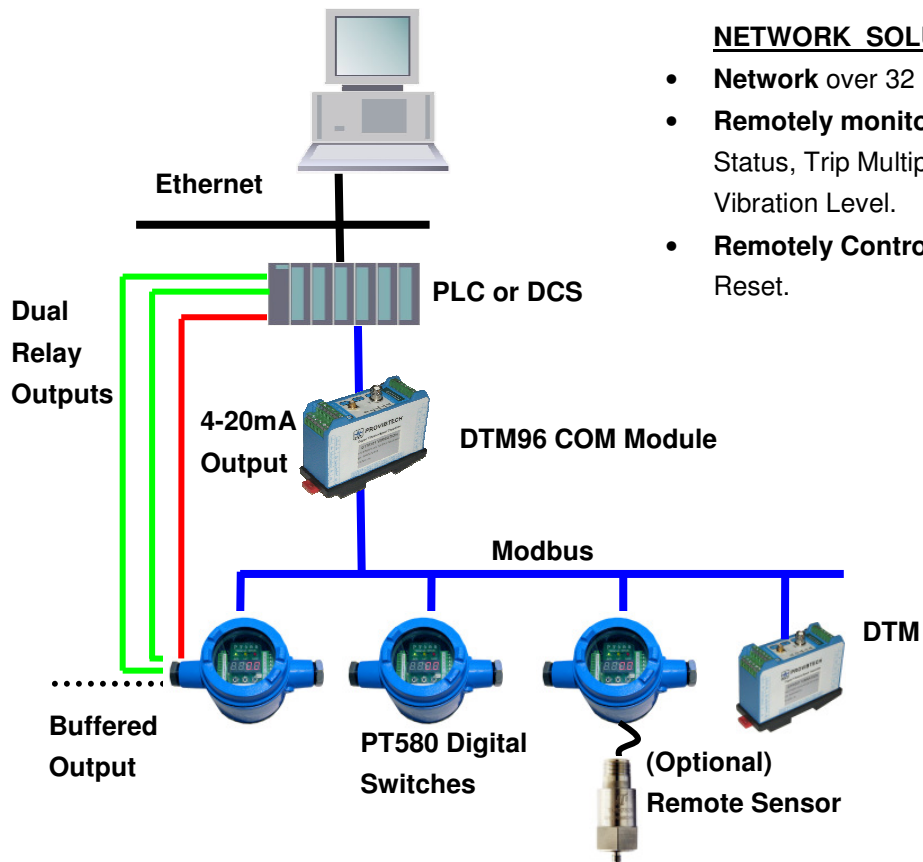 NETWORK SOLU
• Network over 32
• Remotely monito
Status, Trip Multip
Vibration Level.
• Remotely Contro
Reset.
Ethernet
PLC or DCS
Dual
Relay
Outputs
4-20mA
Output
PROVIBTECH
DTM96 COM Module
Modbus
DTM
PROVIBTECH
Buffered
Output
PT580 Digital
Switches
(Optional)
Remote Sensor